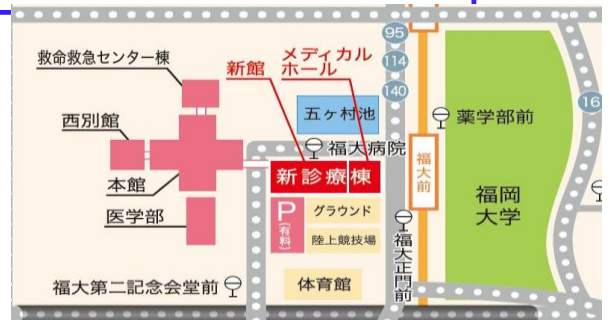 救命救急センター棟
新館
メディカル
ホール
95
114
140
西別館
五ヶ村池
薬学部前
16
福大病院
本館
新診療棟
福大前
福岡
大学
医学部
P
(有料)
グラウンド
陸上競技場
福大正門前
福大第二記念会堂前
体育館